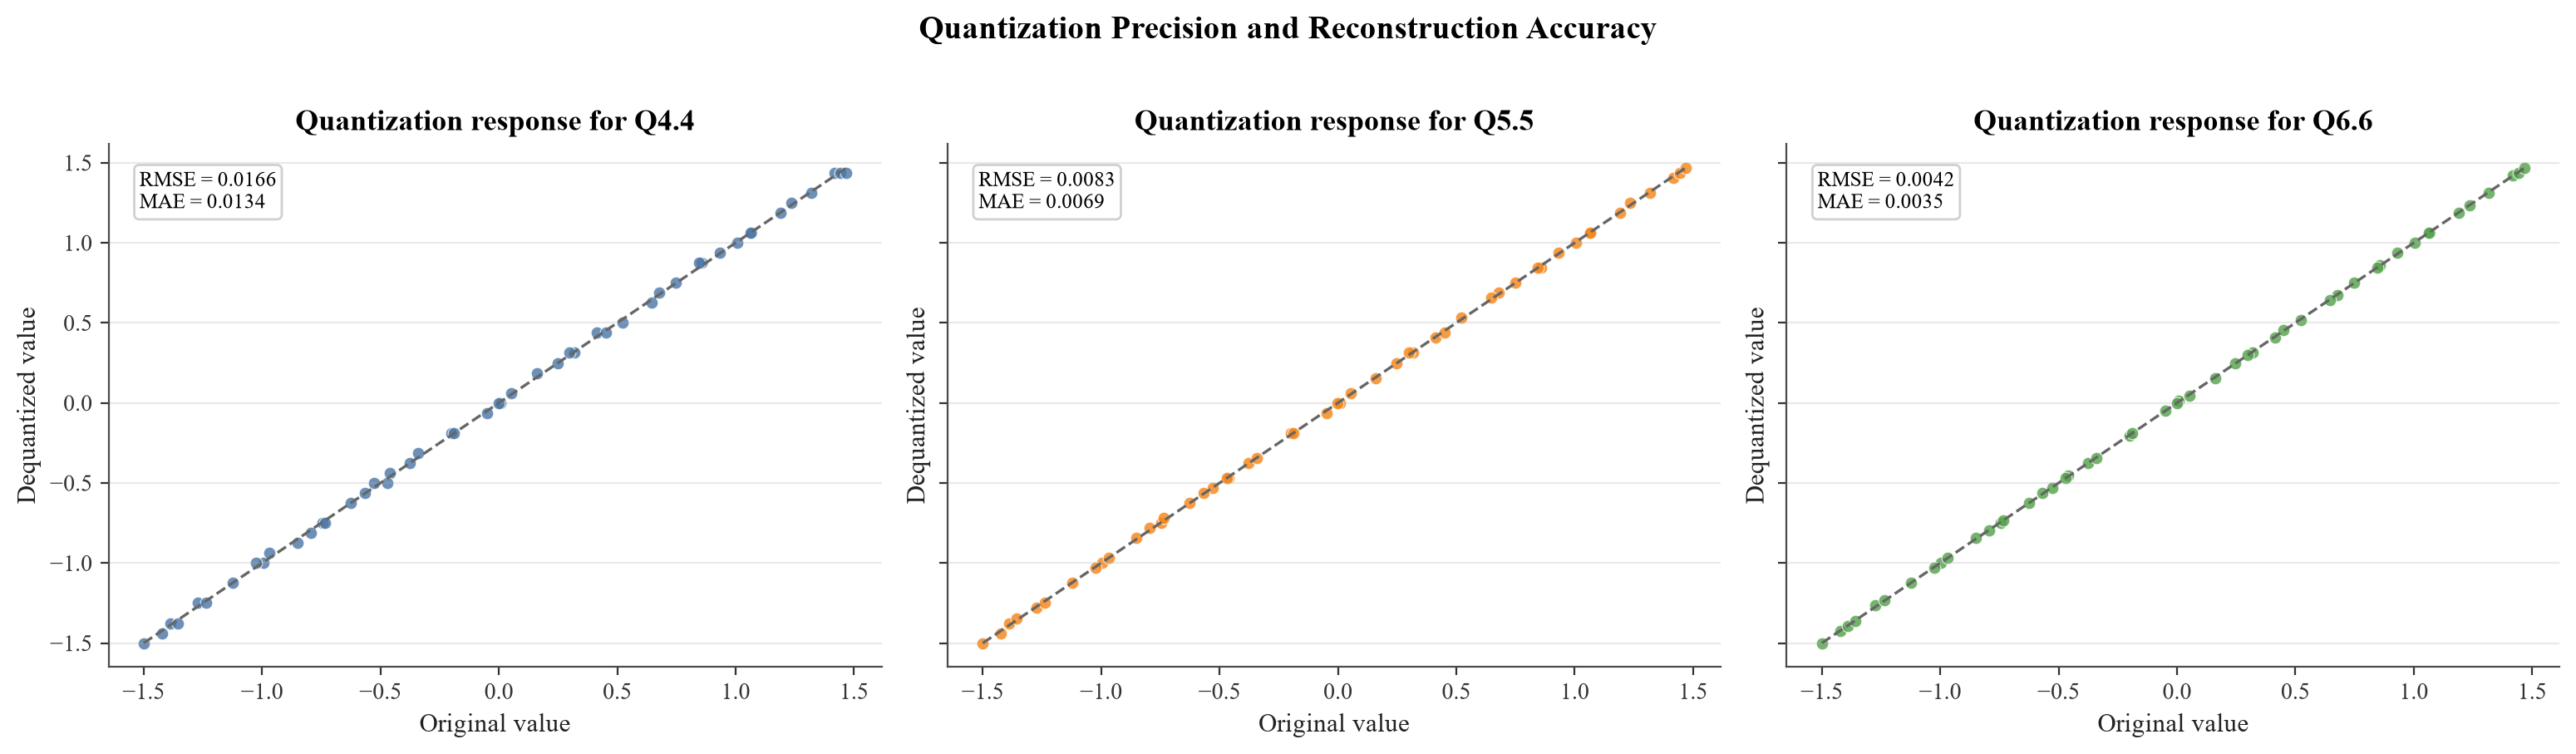 Quantization Precision and Reconstruction Accuracy
Quantization response for Q4.4
RMSE = 0.0166
MAE = 0.0134
1.5
1.0
0.5
0.0
−0.5
−1.0
−1.5
Dequantized value
−1.5 −1.0 −0.5 0.0 0.5 1.0 1.5
Original value
Quantization response for Q5.5
RMSE = 0.0083
MAE = 0.0069
Dequantized value
−1.5 −1.0 −0.5 0.0 0.5 1.0 1.5
Original value
Quantization response for Q6.6
RMSE = 0.0042
MAE = 0.0035
Dequantized value
−1.5 −1.0 −0.5 0.0 0.5 1.0 1.5
Original value